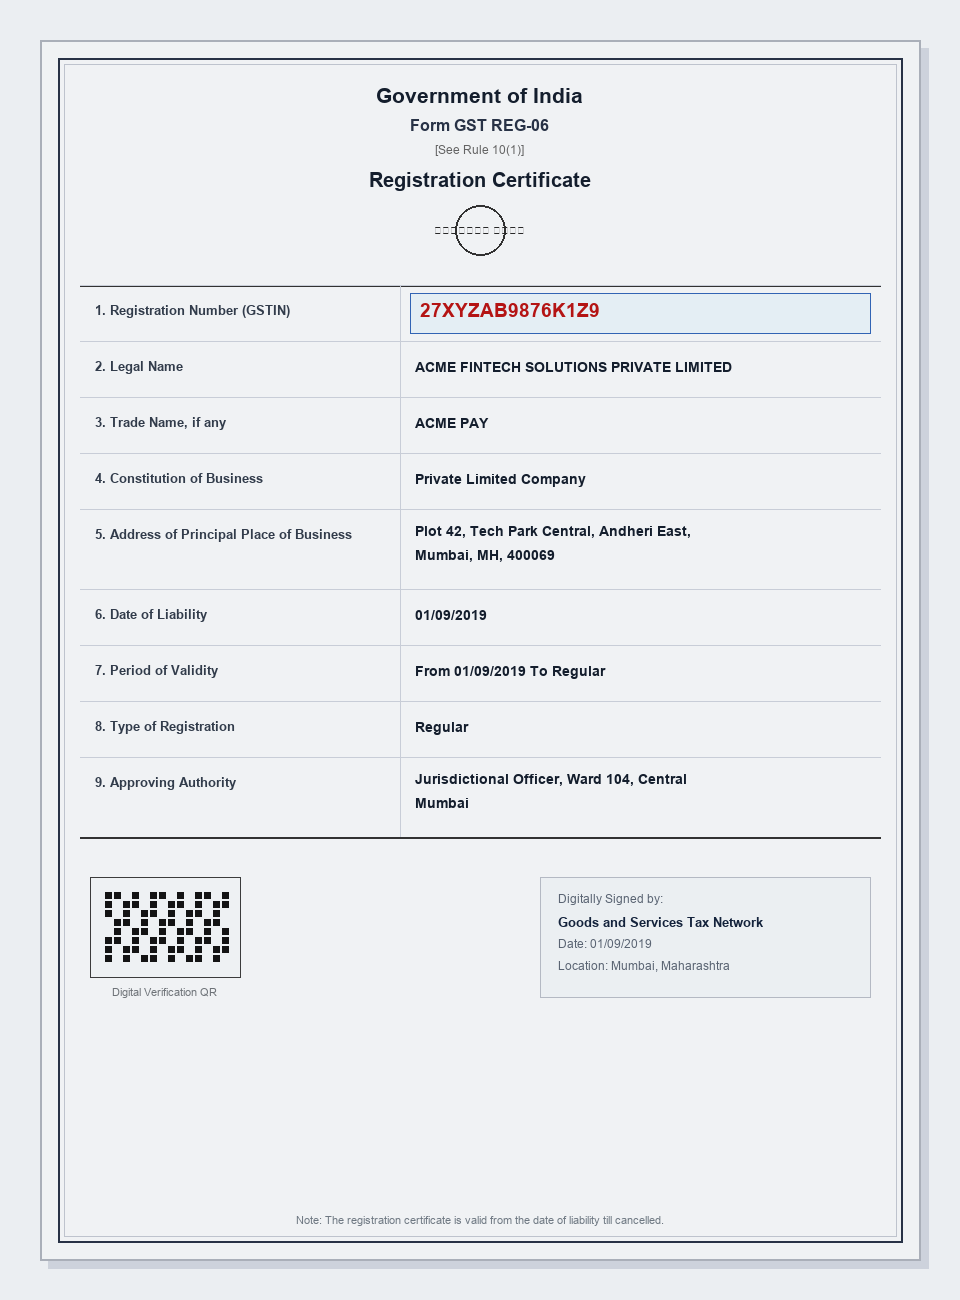 Government of India
Form GST REG-06
[See Rule 10(1)]
Registration Certificate
1. Registration Number (GSTIN)
27XYZAB9876K1Z9
2. Legal Name
ACME FINTECH SOLUTIONS PRIVATE LIMITED
3. Trade Name, if any
ACME PAY
4. Constitution of Business
Private Limited Company
5. Address of Principal Place of Business
Plot 42, Tech Park Central, Andheri East,
Mumbai, MH, 400069
6. Date of Liability
01/09/2019
7. Period of Validity
From 01/09/2019 To Regular
8. Type of Registration
Regular
9. Approving Authority
Jurisdictional Officer, Ward 104, Central
Mumbai
Digital Verification QR
Digitally Signed by:
Goods and Services Tax Network
Date: 01/09/2019
Location: Mumbai, Maharashtra
Note: The registration certificate is valid from the date of liability till cancelled.